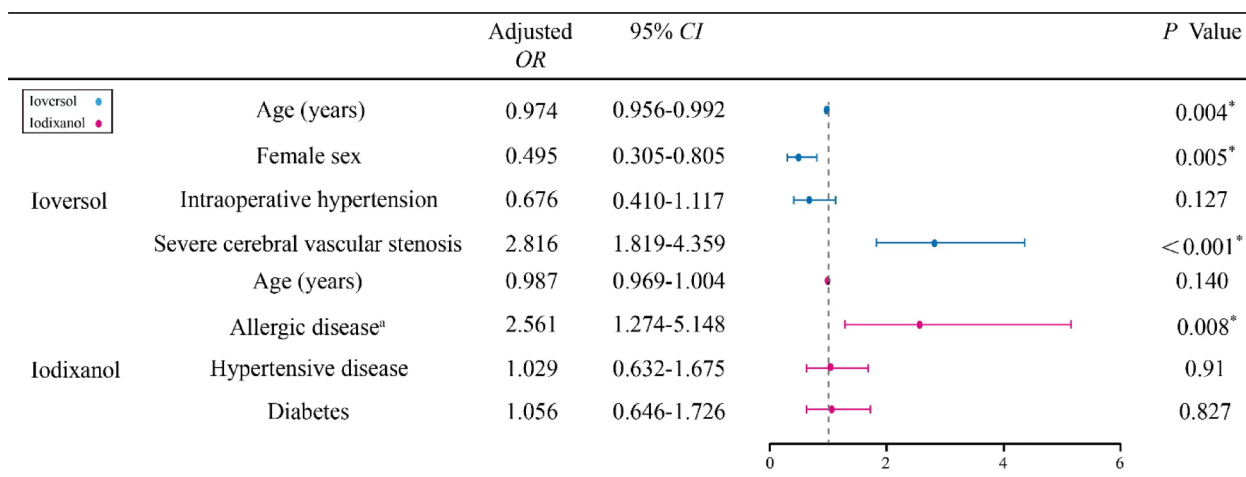 Adjusted OR 95% CI P Value
Ioversol
Iodixanol
Age (years) 0.974 0.956-0.992 0.004*
Female sex 0.495 0.305-0.805 0.005*
Ioversol Intraoperative hypertension 0.676 0.410-1.117 0.127
Severe cerebral vascular stenosis 2.816 1.819-4.359 <0.001*
Age (years) 0.987 0.969-1.004 0.140
Allergic diseaseᵃ 2.561 1.274-5.148 0.008*
Iodixanol Hypertensive disease 1.029 0.632-1.675 0.91
Diabetes 1.056 0.646-1.726 0.827
0 2 4 6